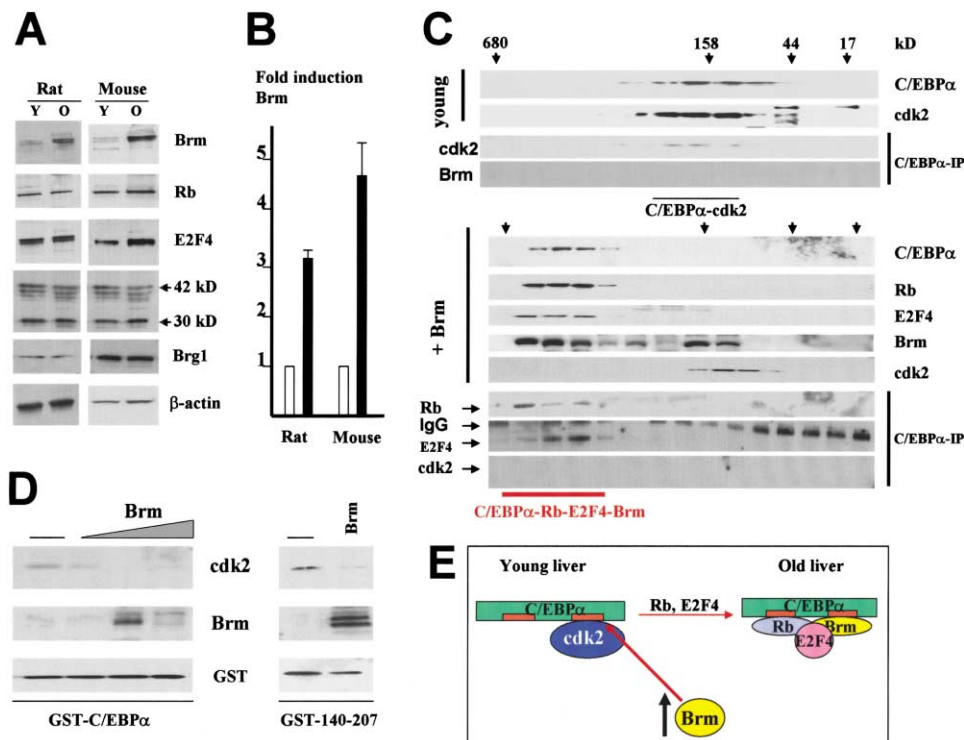 A
Rat Mouse
Y O Y O
Brm
Rb
E2F4
42 kD
30 kD
Brg1
β-actin
B
Fold induction
Brm
5
4
3
2
1
Rat Mouse
C
680 158 44 17 kD
young
C/EBPα
cdk2
cdk2
Brm
C/EBPα-IP
C/EBPα-cdk2
+ Brm
C/EBPα
Rb
E2F4
Brm
cdk2
Rb
IgG
E2F4
cdk2
C/EBPα-IP
C/EBPα-Rb-E2F4-Brm
D
Brm
Brm
cdk2
Brm
GST
GST-C/EBPα
GST-140-207
E
Young liver
Old liver
C/EBPα
cdk2
Rb, E2F4
C/EBPα
Rb
Brm
E2F4
Brm